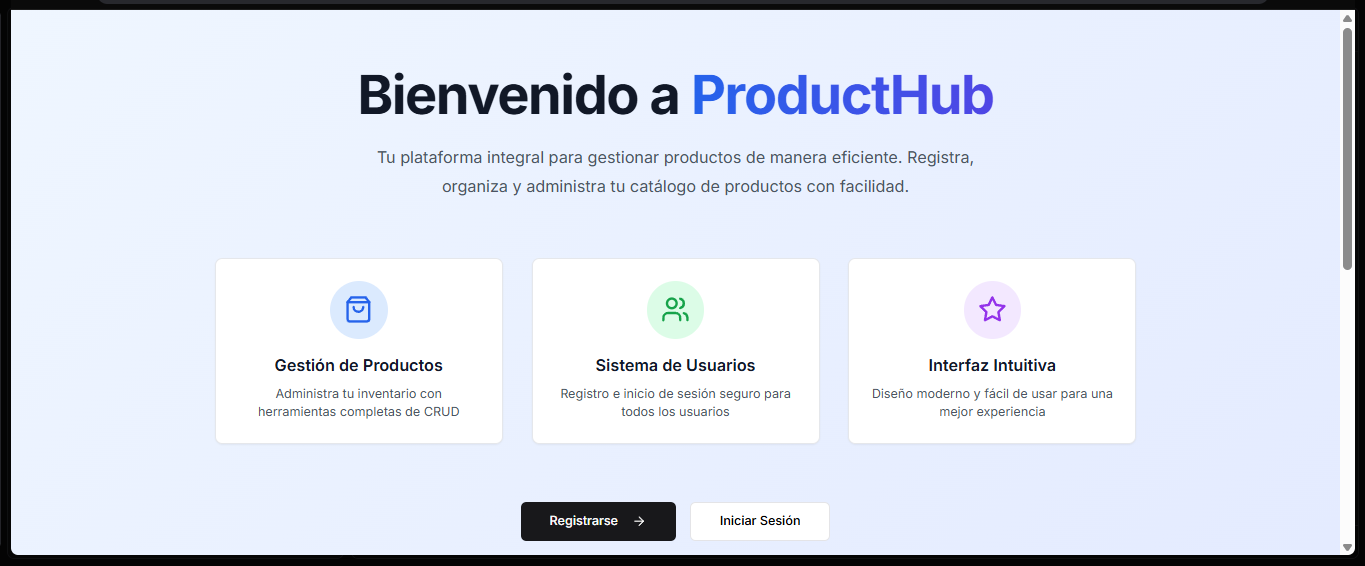 Bienvenido a ProductHub
Tu plataforma integral para gestionar productos de manera eficiente. Registra,
organiza y administra tu catálogo de productos con facilidad.
Gestión de Productos
Administra tu inventario con
herramientas completas de CRUD
Sistema de Usuarios
Registro e inicio de sesión seguro para
todos los usuarios
Interfaz Intuitiva
Diseño moderno y fácil de usar para una
mejor experiencia
Registrarse
Iniciar Sesión